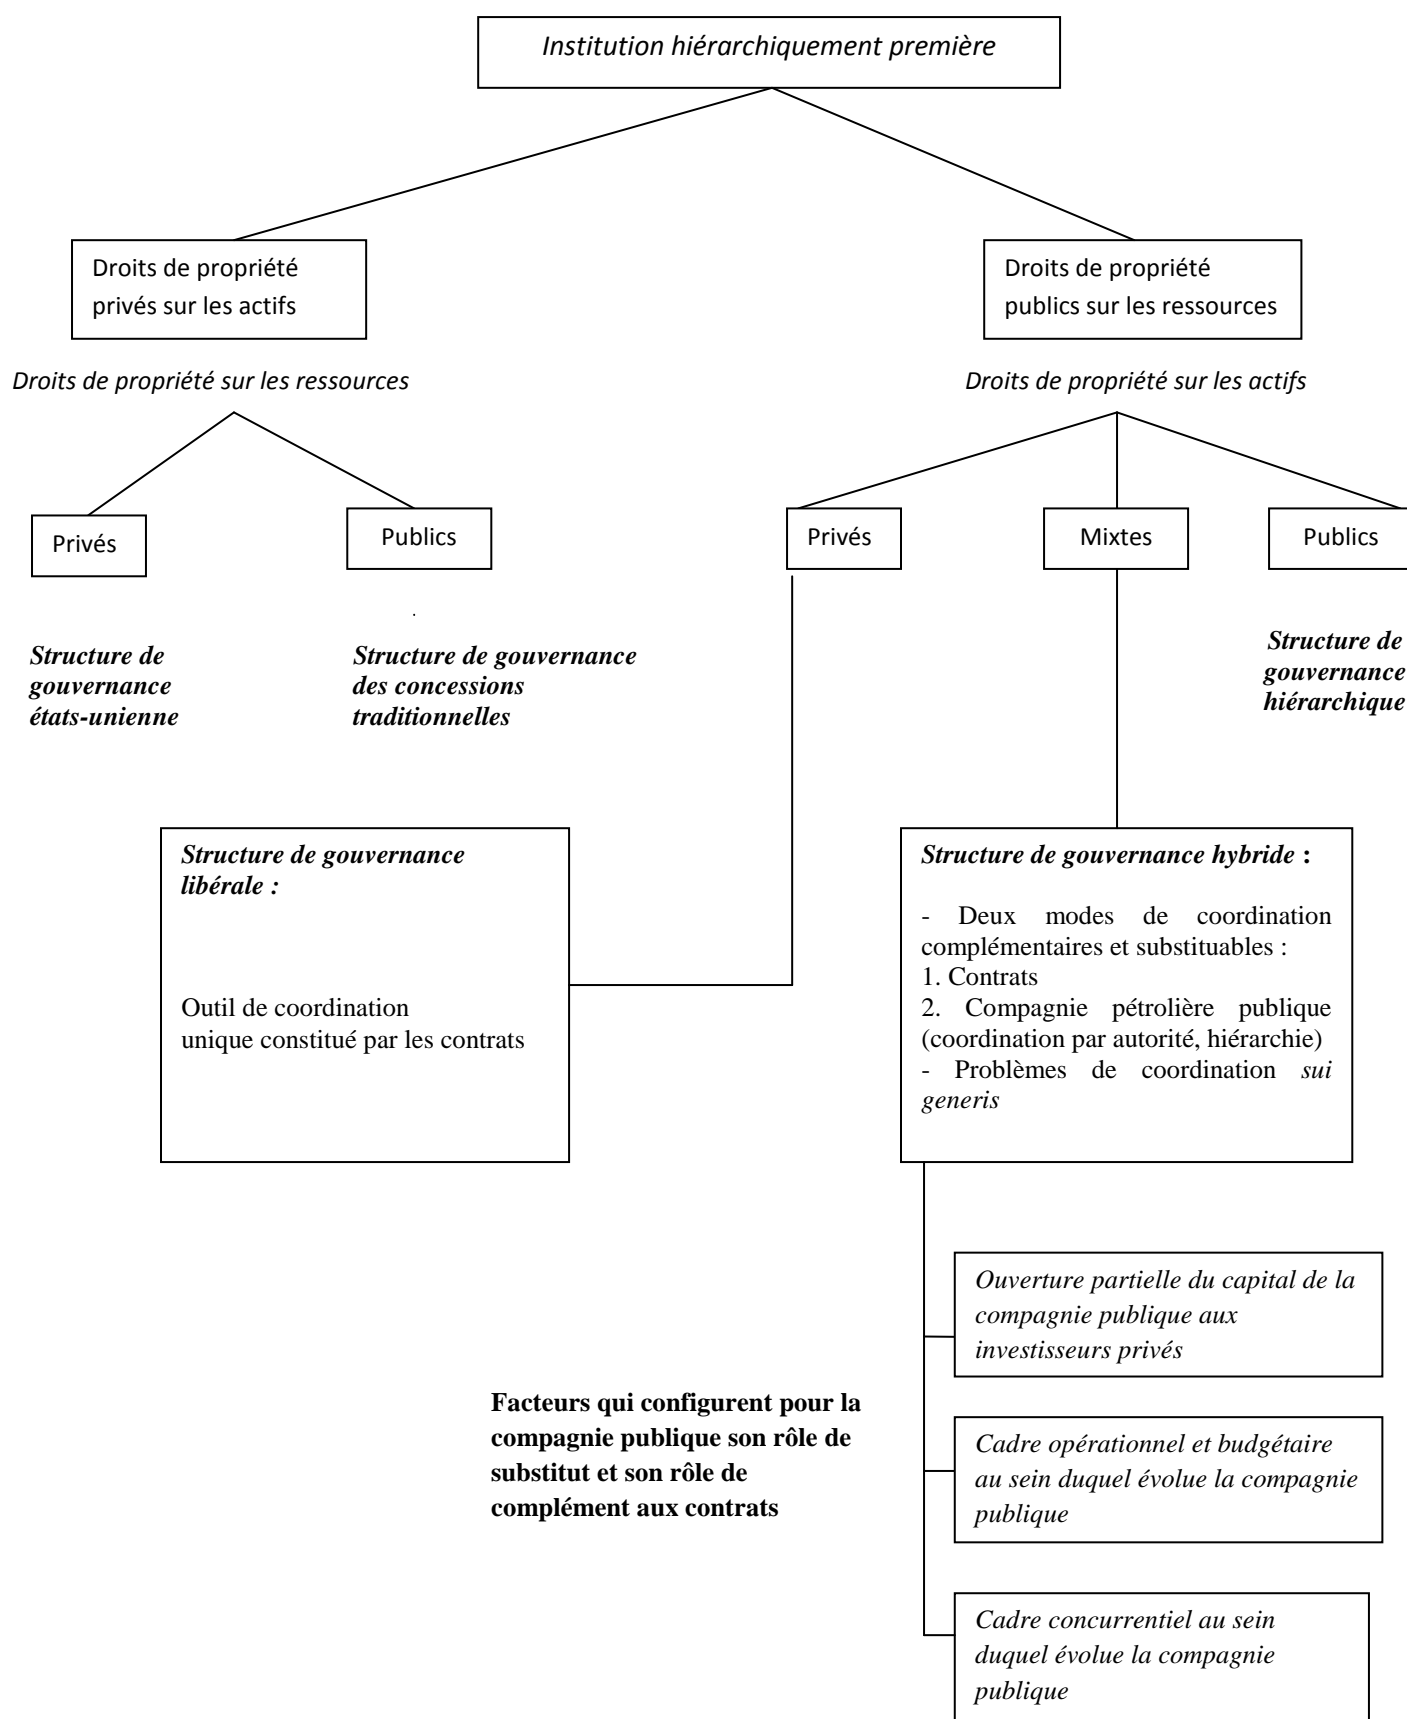 Institution hiérarchiquement première
Droits de propriété
privés sur les actifs
Droits de propriété
publics sur les ressources
Droits de propriété sur les ressources
Droits de propriété sur les actifs
Privés
Publics
Privés
Mixtes
Publics
.
Structure de
gouvernance
états-unienne
Structure de gouvernance
des concessions
traditionnelles
Structure de
gouvernance
hiérarchique
Structure de gouvernance
libérale :
Outil de coordination
unique constitué par les contrats
Structure de gouvernance hybride :
- Deux modes de coordination
complémentaires et substituables :
1. Contrats
2. Compagnie pétrolière publique
(coordination par autorité, hiérarchie)
- Problèmes de coordination sui
generis
Ouverture partielle du capital de la
compagnie publique aux
investisseurs privés
Facteurs qui configurent pour la
compagnie publique son rôle de
substitut et son rôle de
complément aux contrats
Cadre opérationnel et budgétaire
au sein duquel évolue la compagnie
publique
Cadre concurrentiel au sein
duquel évolue la compagnie
publique